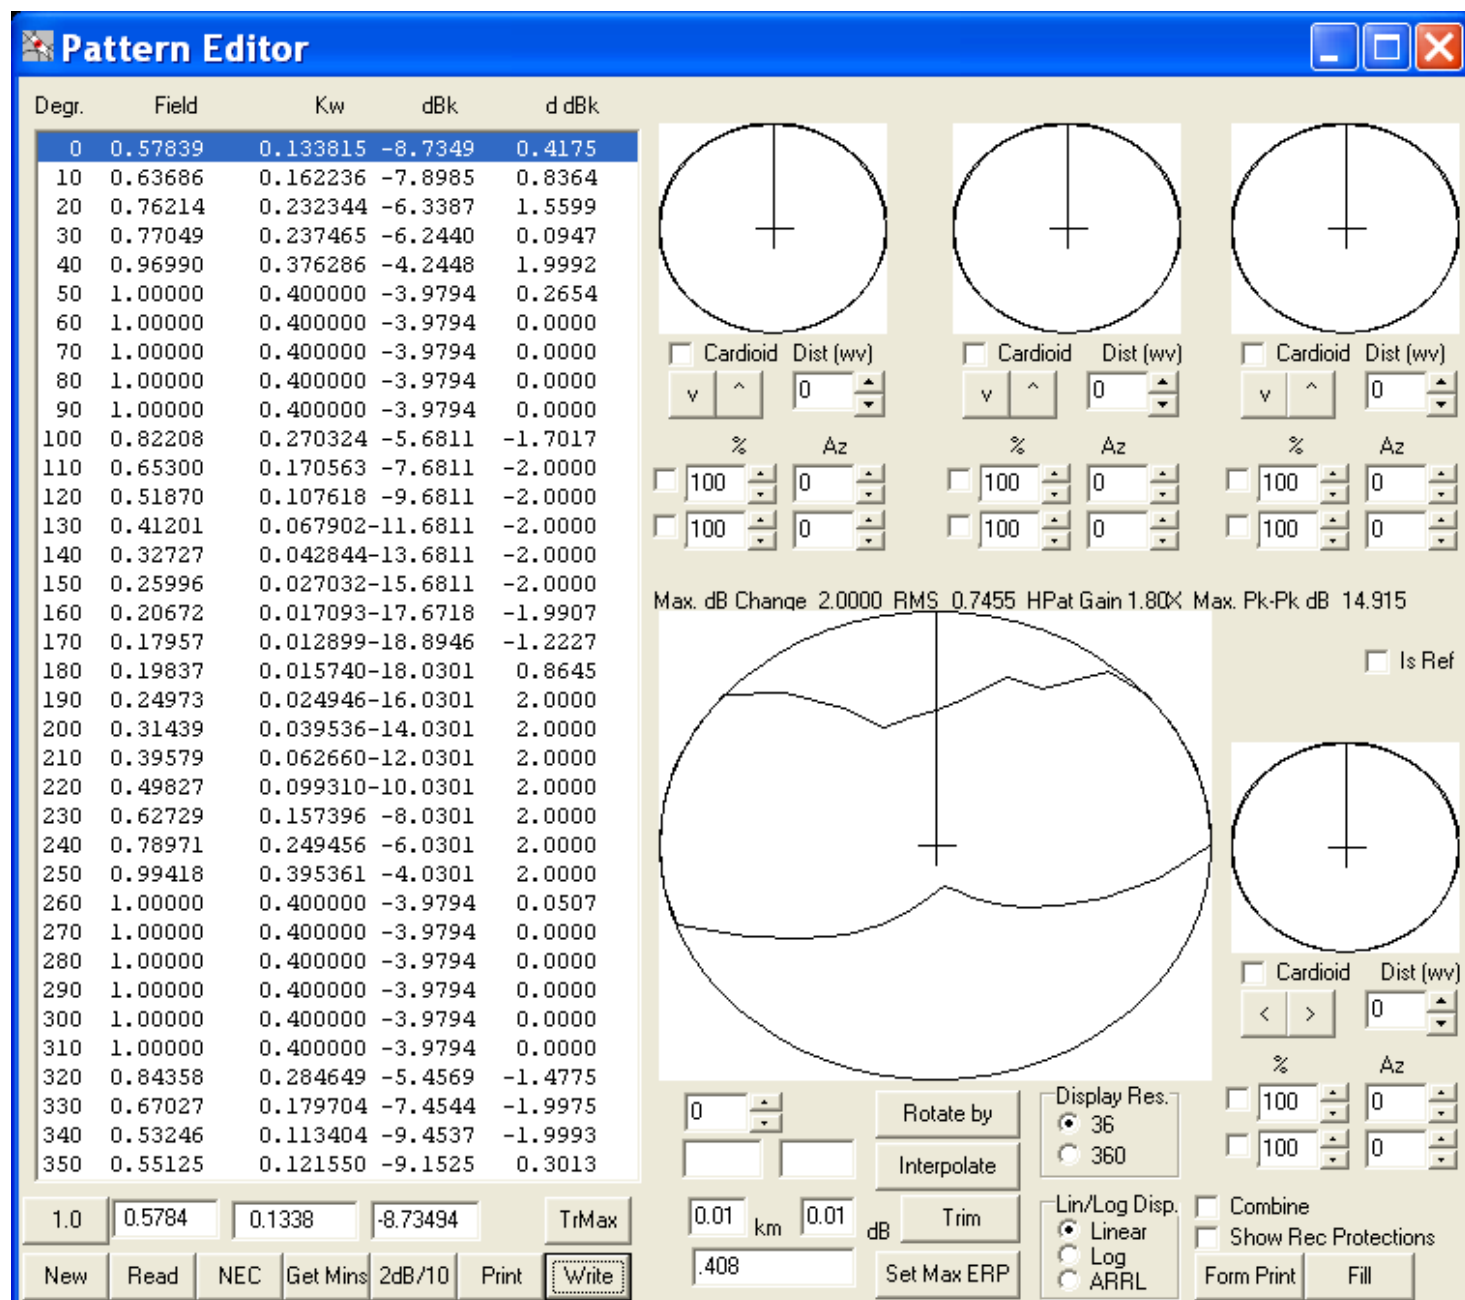 Pattern Editor
Degr. Field Kw dBk d dBk
0 0.57839 0.133815 -8.7349 0.4175
10 0.63686 0.162236 -7.8985 0.8364
20 0.76214 0.232344 -6.3387 1.5599
30 0.77049 0.237465 -6.2440 0.0947
40 0.96990 0.376286 -4.2448 1.9992
50 1.00000 0.400000 -3.9794 0.2654
60 1.00000 0.400000 -3.9794 0.0000
70 1.00000 0.400000 -3.9794 0.0000
80 1.00000 0.400000 -3.9794 0.0000
90 1.00000 0.400000 -3.9794 0.0000
100 0.82208 0.270324 -5.6811 -1.7017
110 0.65300 0.170563 -7.6811 -2.0000
120 0.51870 0.107618 -9.6811 -2.0000
130 0.41201 0.067902-11.6811 -2.0000
140 0.32727 0.042844-13.6811 -2.0000
150 0.25996 0.027032-15.6811 -2.0000
160 0.20672 0.017093-17.6718 -1.9907
170 0.17957 0.012899-18.8946 -1.2227
180 0.19837 0.015740-18.0301 0.8645
190 0.24973 0.024946-16.0301 2.0000
200 0.31439 0.039536-14.0301 2.0000
210 0.39579 0.062660-12.0301 2.0000
220 0.49827 0.099310-10.0301 2.0000
230 0.62729 0.157396 -8.0301 2.0000
240 0.78971 0.249456 -6.0301 2.0000
250 0.99418 0.395361 -4.0301 2.0000
260 1.00000 0.400000 -3.9794 0.0507
270 1.00000 0.400000 -3.9794 0.0000
280 1.00000 0.400000 -3.9794 0.0000
290 1.00000 0.400000 -3.9794 0.0000
300 1.00000 0.400000 -3.9794 0.0000
310 1.00000 0.400000 -3.9794 0.0000
320 0.84358 0.284649 -5.4569 -1.4775
330 0.67027 0.179704 -7.4544 -1.9975
340 0.53246 0.113404 -9.4537 -1.9993
350 0.55125 0.121550 -9.1525 0.3013
1.0 0.5784 0.1338 -8.73494 TrMax
New Read NEC Get Mins 2dB/10 Print Write
Cardioid Dist (wv) Cardioid Dist (wv) Cardioid Dist (wv)
v ^ 0 v ^ 0 v ^ 0
% Az % Az % Az
100 0 100 0 100 0
100 0 100 0 100 0
Max. dB Change 2.0000 RMS 0.7455 HPat Gain 1.80X Max. Pk-Pk dB 14.915
Is Ref
Cardioid Dist (wv)
< > 0
% Az
100 0
100 0
0 Rotate by
Interpolate
0.01 km 0.01 dB Trim
.408 Set Max ERP
Display Res.
36
360
Lin/Log Disp.
Linear
Log
ARRL
Combine
Show Rec Protections
Form Print Fill